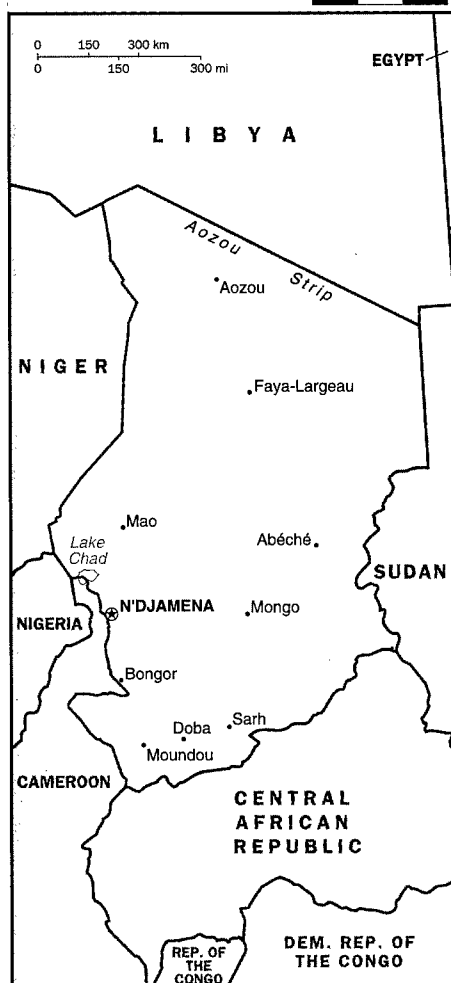 0 150 300 km
0 150 300 mi
EGYPT
LIBYA
Aozou
Strip
Aozou
NIGER
Faya-Largeau
Mao
Lake
Chad
Abéché
SUDAN
N'DJAMENA
Mongo
NIGERIA
Bongor
Sarh
Doba
Moundou
CAMEROON
CENTRAL
AFRICAN
REPUBLIC
REP. OF
THE
CONGO
DEM. REP. OF
THE CONGO